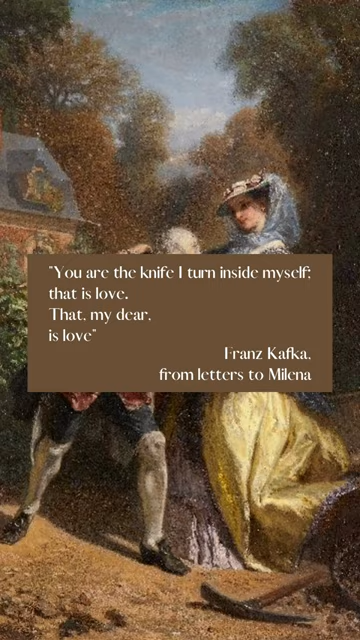 "You are the knife I turn inside myself;
that is love.
That, my dear,
is love"
Franz Kafka,
from letters to Milena